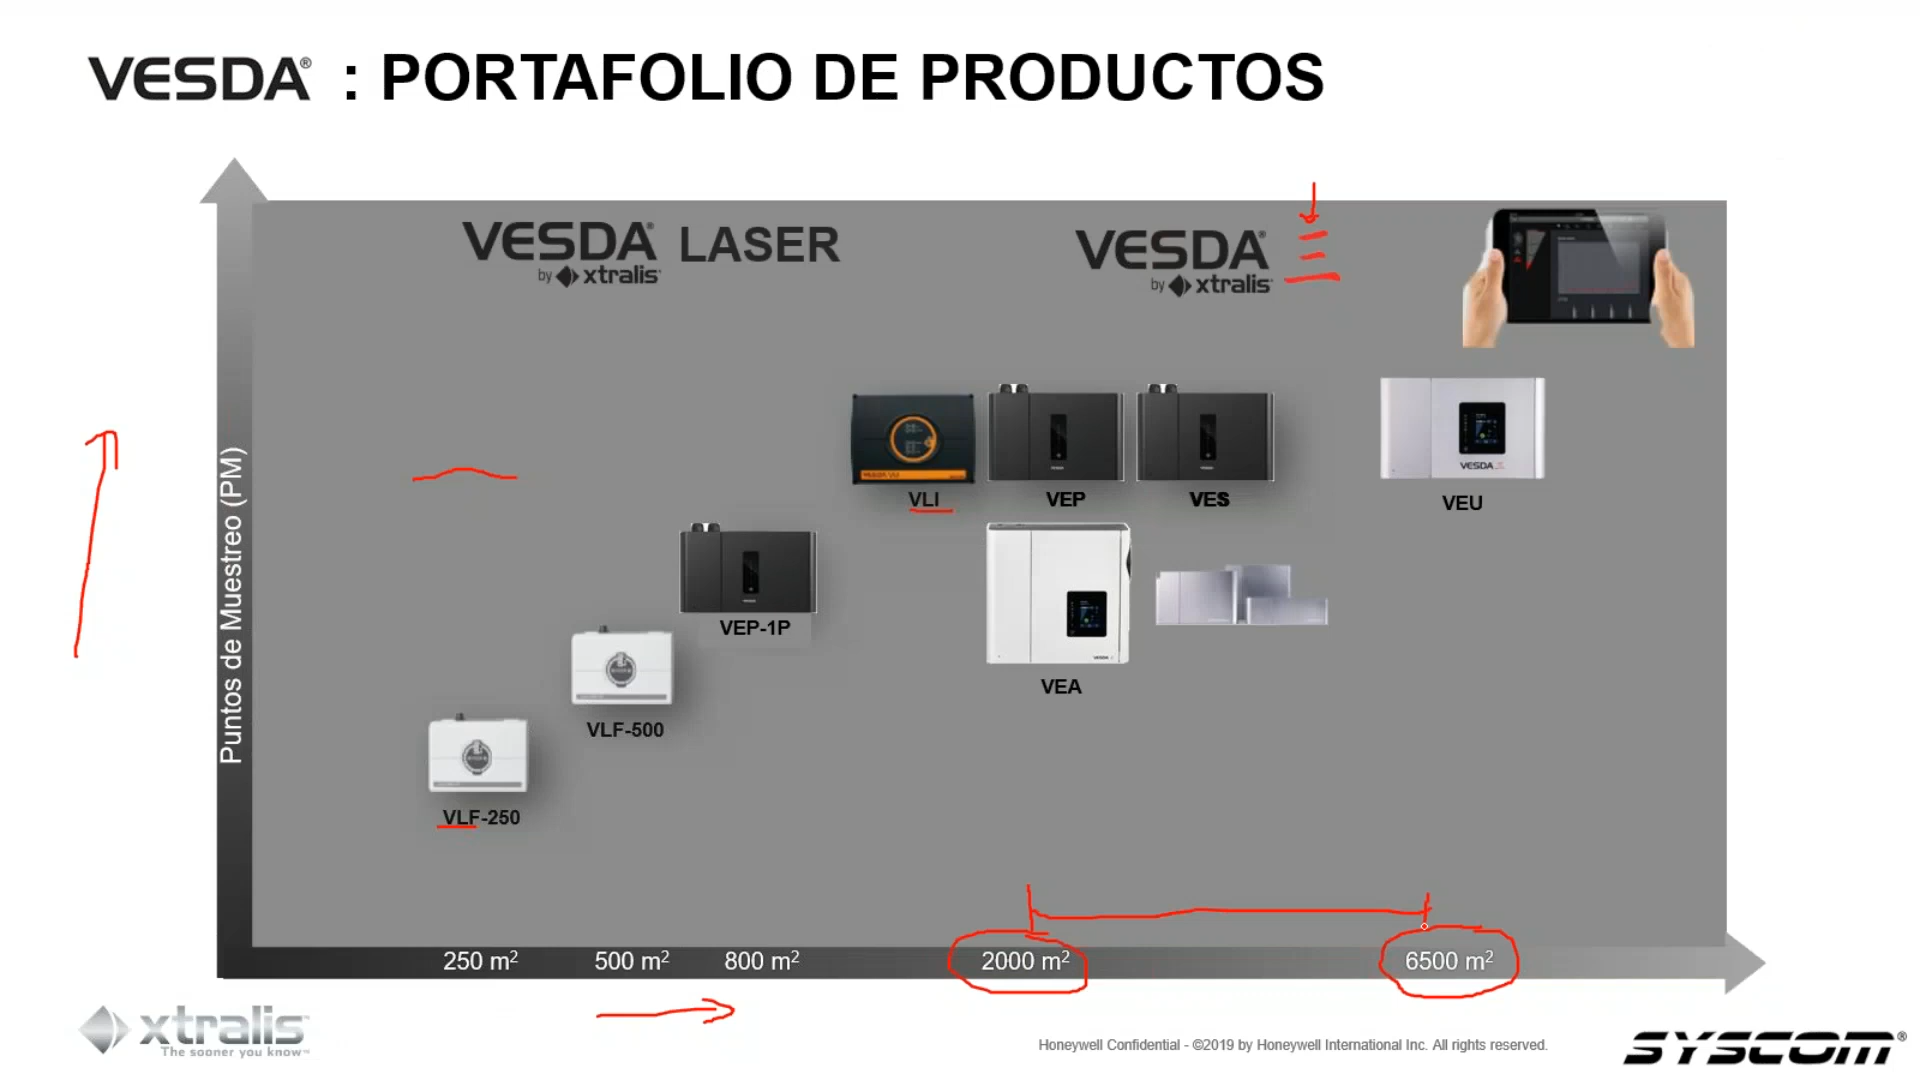 VESDA® : PORTAFOLIO DE PRODUCTOS
VESDA® LASER
by xtralis
VESDA®
by xtralis
Puntos de Muestreo (PM)
VLI
VEP
VES
VESDA
VEU
VEP-1P
VEA
VLF-500
VLF-250
250 m²
500 m²
800 m²
2000 m²
6500 m²
xtralis
The sooner you know™
Honeywell Confidential - ©2019 by Honeywell International Inc. All rights reserved.
SYSCOM®